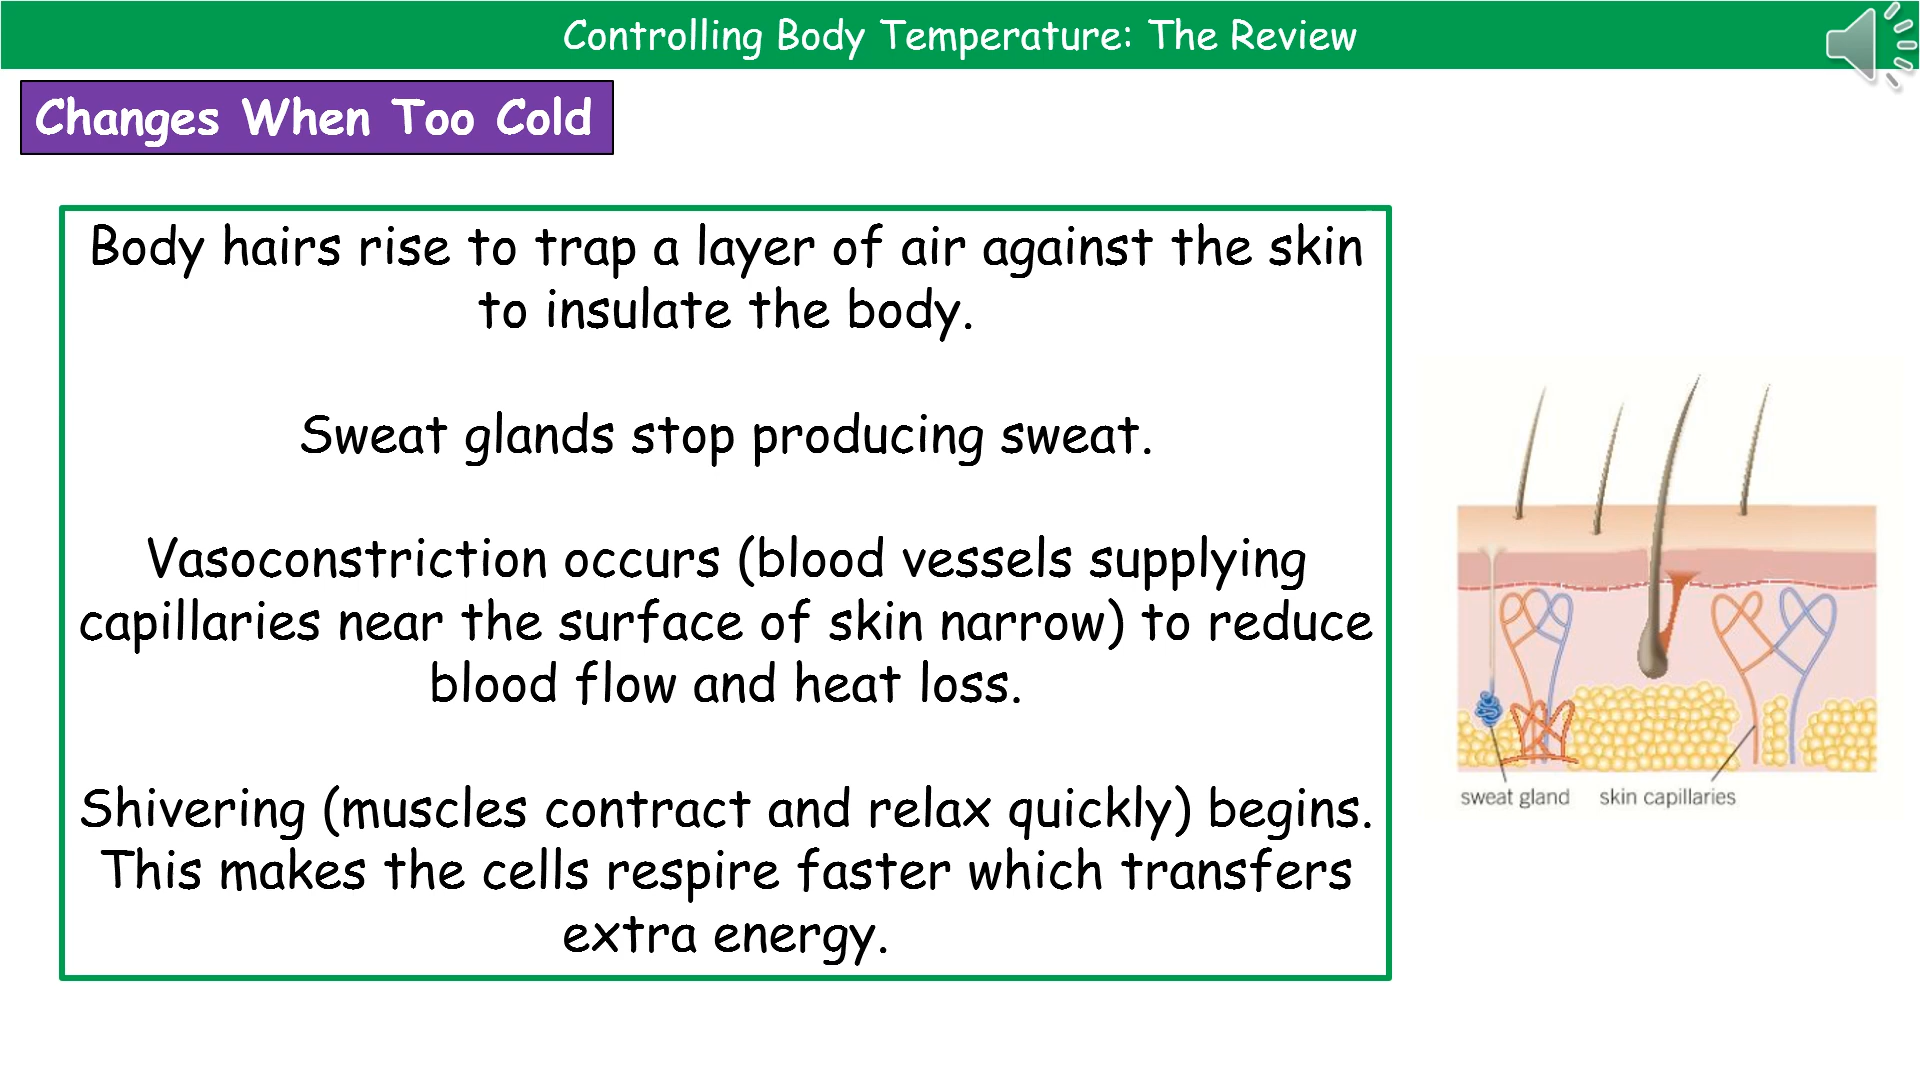 Controlling Body Temperature: The Review
Changes When Too Cold
Body hairs rise to trap a layer of air against the skin
to insulate the body.
Sweat glands stop producing sweat.
Vasoconstriction occurs (blood vessels supplying
capillaries near the surface of skin narrow) to reduce
blood flow and heat loss.
Shivering (muscles contract and relax quickly) begins.
This makes the cells respire faster which transfers
extra energy.
sweat gland skin capillaries